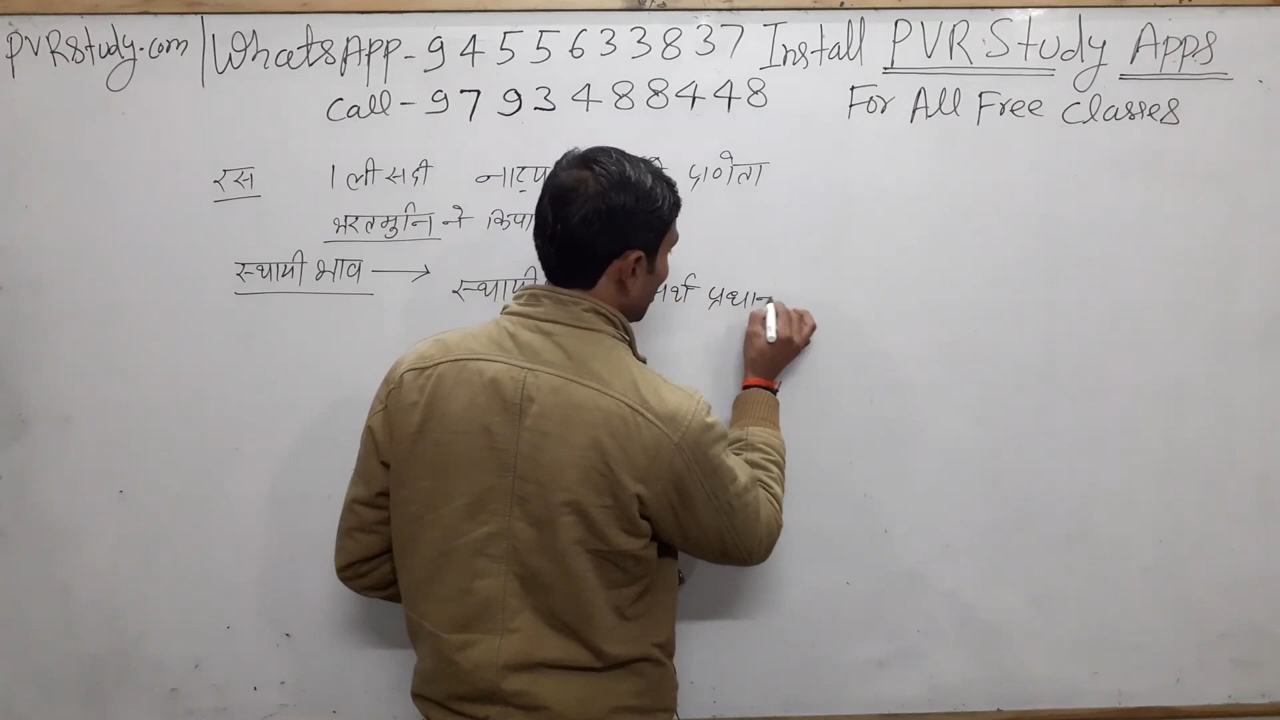 PVRStudy.com | WhatsApp - 9455633837 Install PVR Study Apps
Call - 9793488448 For All Free Classes
रस 1 ली सदी प्रणेता
भरतमुनि ने
स्थायी भाव → स्थायी अर्थ प्रधान